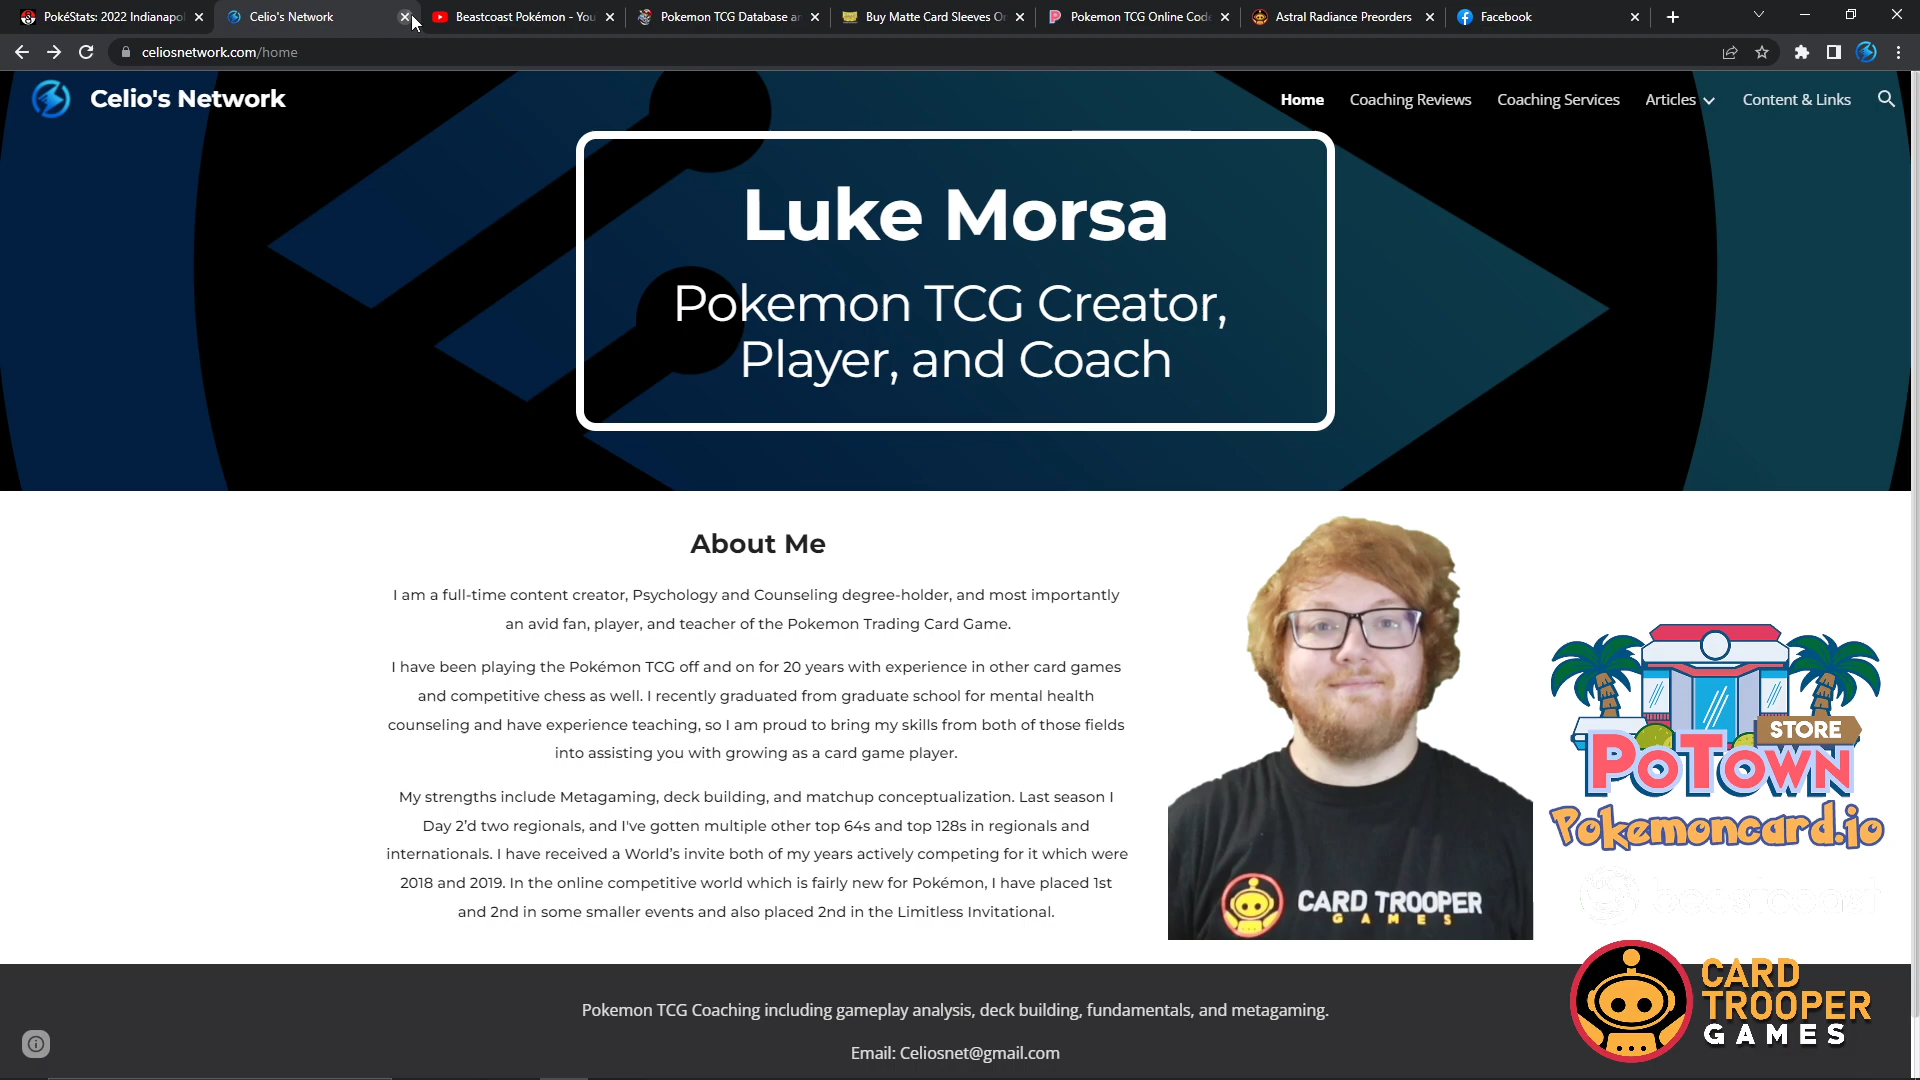 PokéStats: 2022 Indianapol
Celio's Network
Beastcoast Pokémon - You
Pokemon TCG Database an
Buy Matte Card Sleeves On
Pokemon TCG Online Code
Astral Radiance Preorders
Facebook
celiosnetwork.com/home
Celio's Network
Home
Coaching Reviews
Coaching Services
Articles
Content & Links
Luke Morsa
Pokemon TCG Creator,
Player, and Coach
About Me
I am a full-time content creator, Psychology and Counseling degree-holder, and most importantly
an avid fan, player, and teacher of the Pokemon Trading Card Game.
I have been playing the Pokémon TCG off and on for 20 years with experience in other card games
and competitive chess as well. I recently graduated from graduate school for mental health
counseling and have experience teaching, so I am proud to bring my skills from both of those fields
into assisting you with growing as a card game player.
My strengths include Metagaming, deck building, and matchup conceptualization. Last season I
Day 2’d two regionals, and I've gotten multiple other top 64s and top 128s in regionals and
internationals. I have received a World’s invite both of my years actively competing for it which were
2018 and 2019. In the online competitive world which is fairly new for Pokémon, I have placed 1st
and 2nd in some smaller events and also placed 2nd in the Limitless Invitational.
CARD TROOPER
GAMES
STORE
POTOWN
Pokemoncard.io
beastcoast
CARD
TROOPER
GAMES
Pokemon TCG Coaching including gameplay analysis, deck building, fundamentals, and metagaming.
Email: Celiosnet@gmail.com